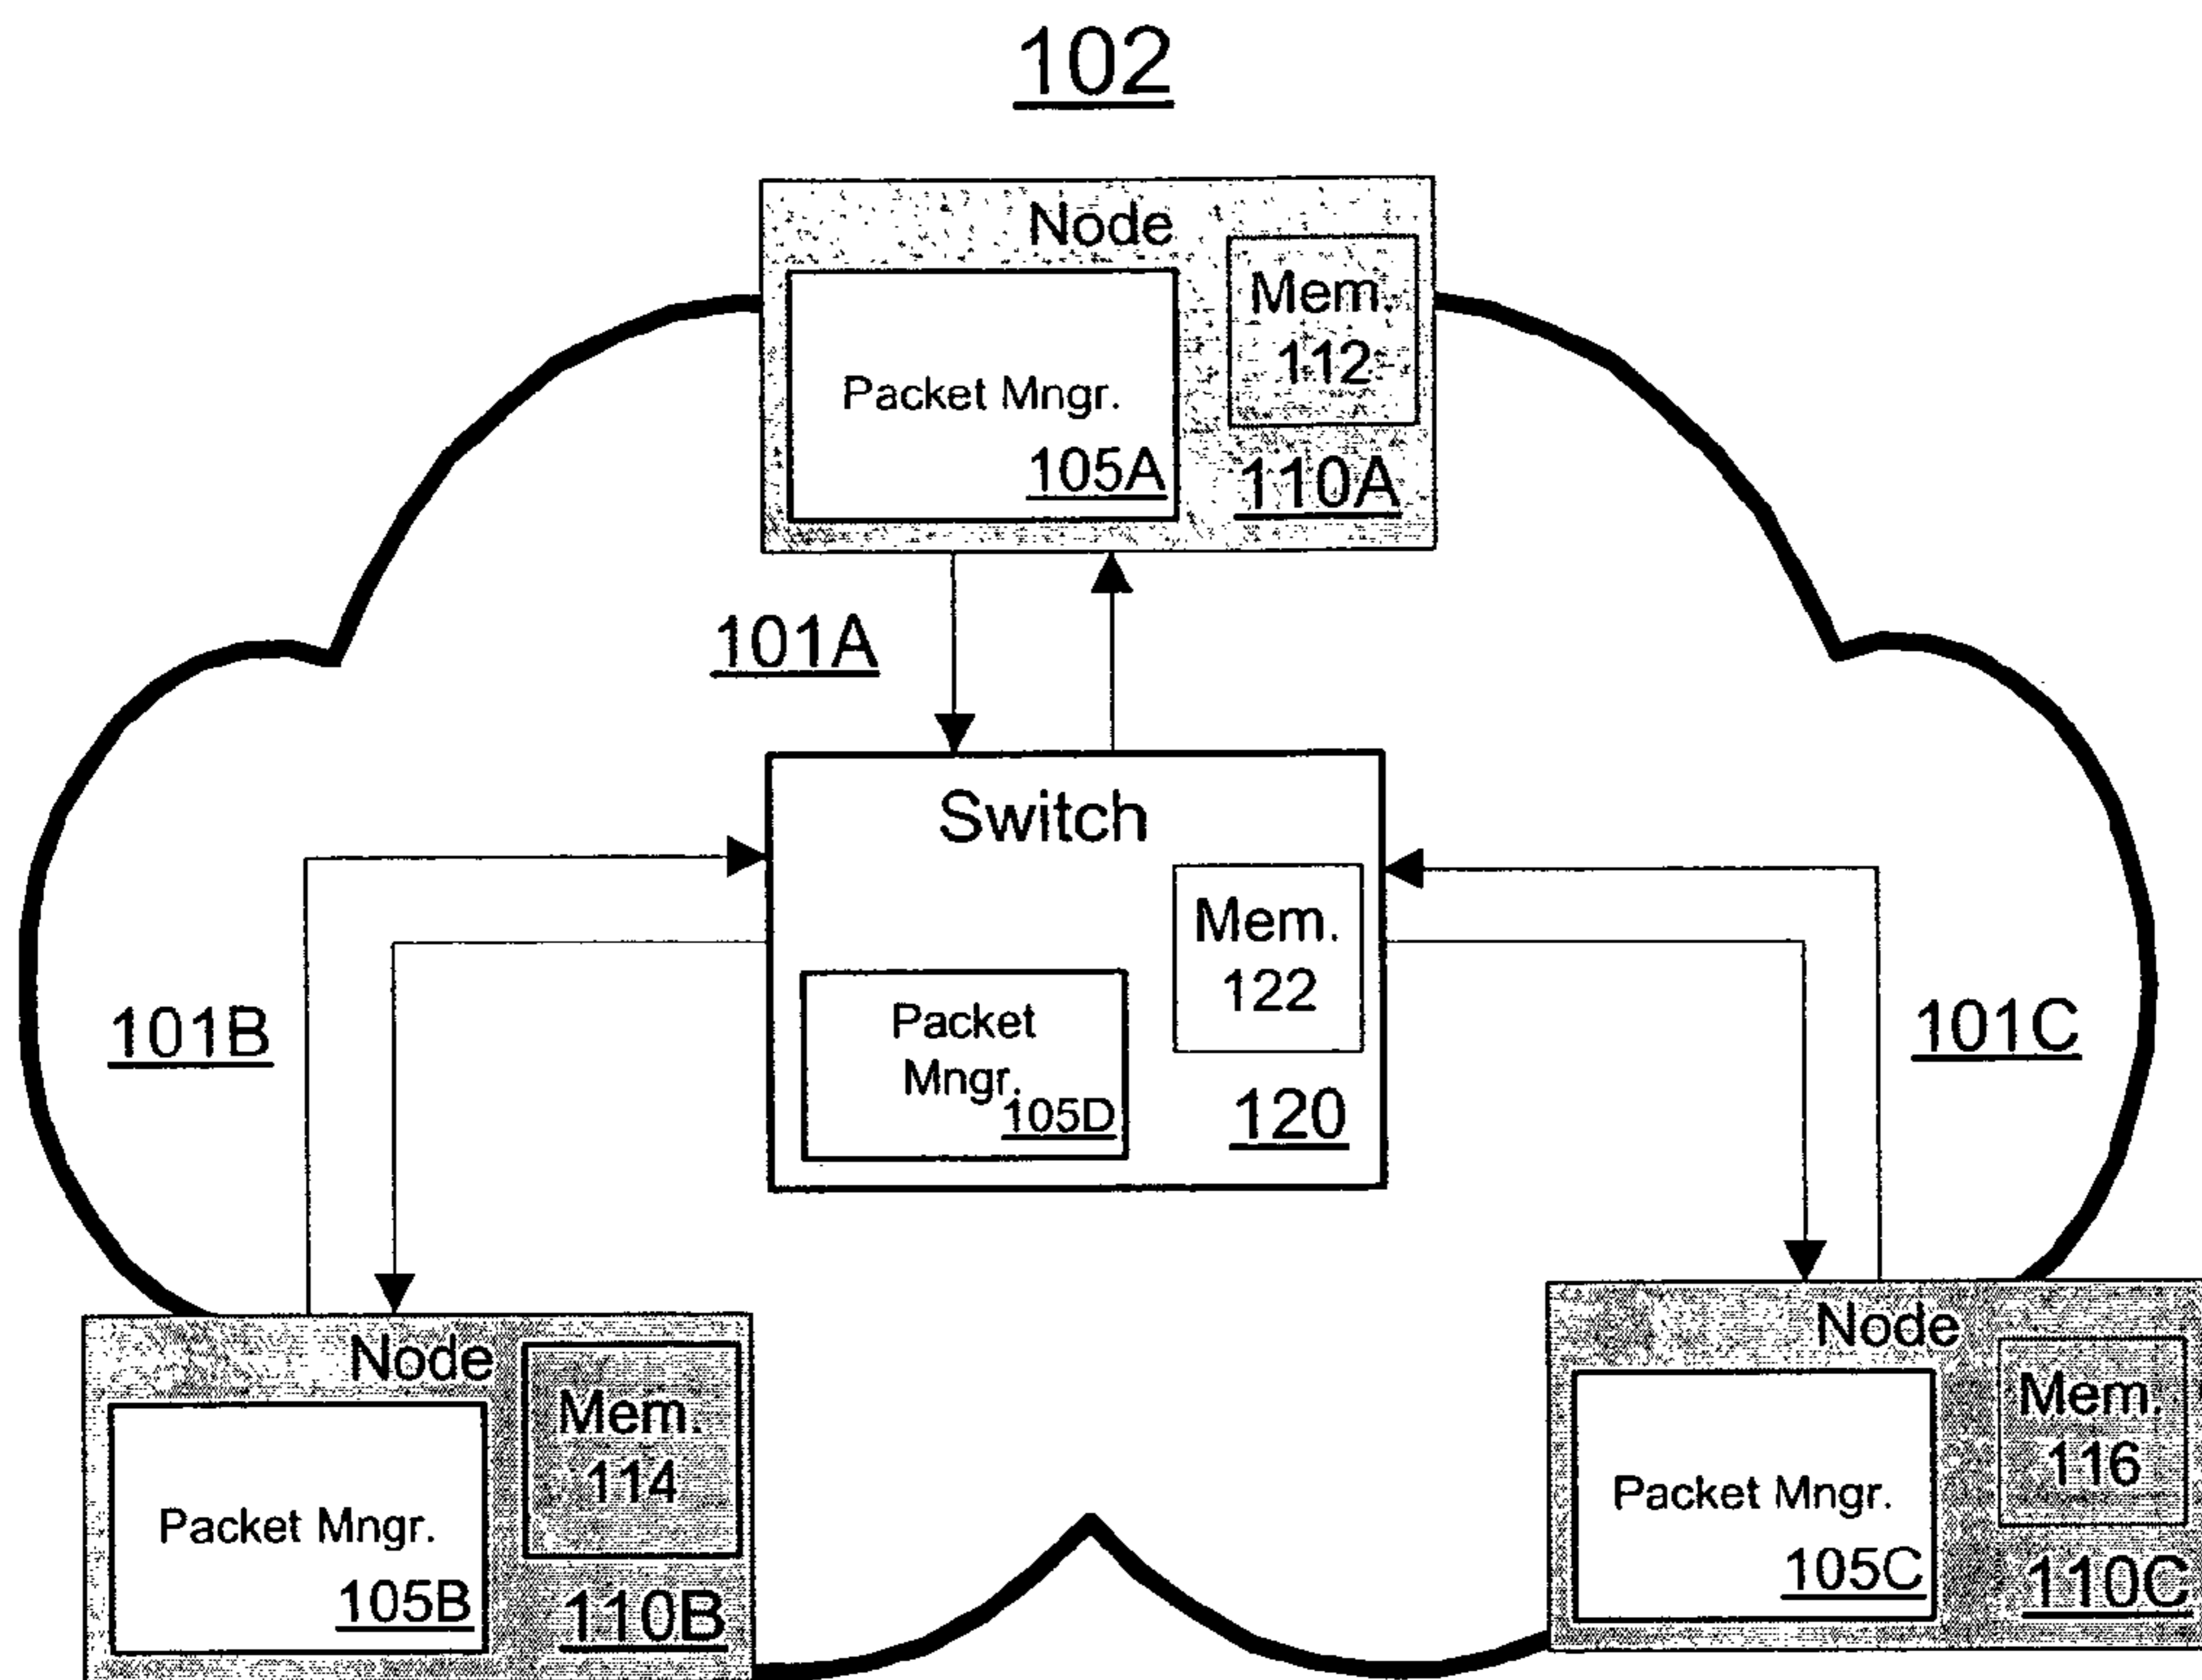 102
Node
Mem.
112
Packet Mngr.
105A
110A
101A
Switch
Mem.
122
Packet
Mngr.
105D
120
101B
101C
Node
Mem.
114
Packet Mngr.
105B
110B
Node
Mem.
116
Packet Mngr.
105C
110C